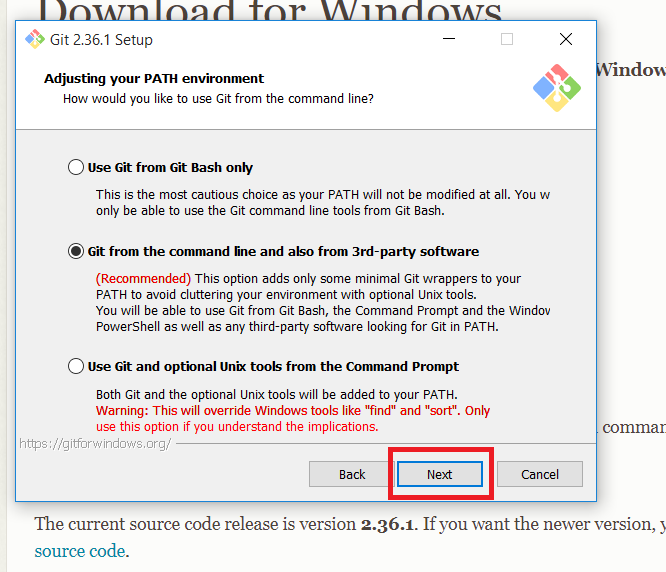 Download for Windows
Git 2.36.1 Setup
Window
Adjusting your PATH environment
How would you like to use Git from the command line?
Use Git from Git Bash only
This is the most cautious choice as your PATH will not be modified at all. You w
only be able to use the Git command line tools from Git Bash.
Git from the command line and also from 3rd-party software
(Recommended) This option adds only some minimal Git wrappers to your
PATH to avoid cluttering your environment with optional Unix tools.
You will be able to use Git from Git Bash, the Command Prompt and the Window
PowerShell as well as any third-party software looking for Git in PATH.
Use Git and optional Unix tools from the Command Prompt
Both Git and the optional Unix tools will be added to your PATH.
Warning: This will override Windows tools like "find" and "sort". Only
use this option if you understand the implications.
comman
https://gitforwindows.org/
Back Next Cancel
The current source code release is version 2.36.1. If you want the newer version, y
source code.